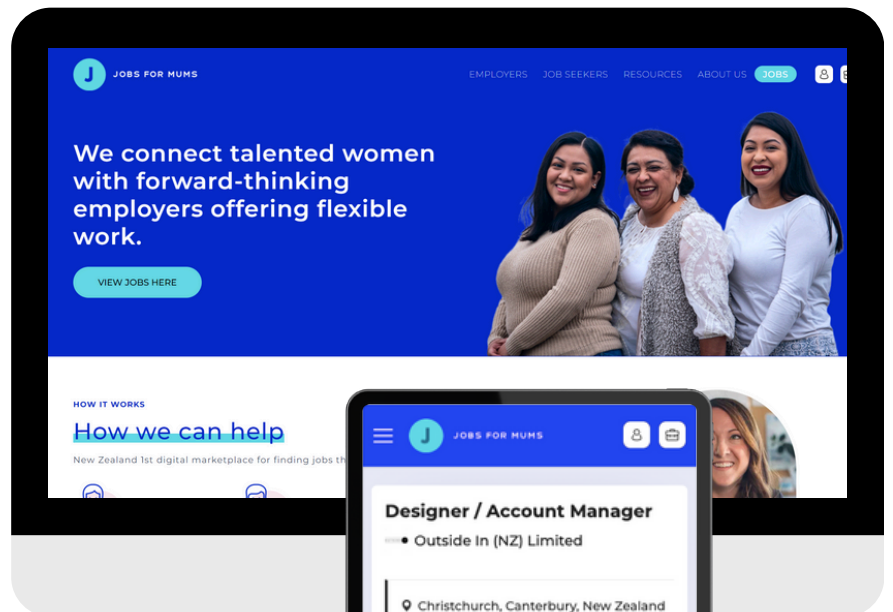 J JOBS FOR MUMS
EMPLOYERS JOB SEEKERS RESOURCES ABOUT US JOBS
We connect talented women
with forward-thinking
employers offering flexible
work.
VIEW JOBS HERE
HOW IT WORKS
How we can help
New Zealand 1st digital marketplace for finding jobs
J JOBS FOR MUMS
Designer / Account Manager
Outside In (NZ) Limited
Christchurch, Canterbury, New Zealand